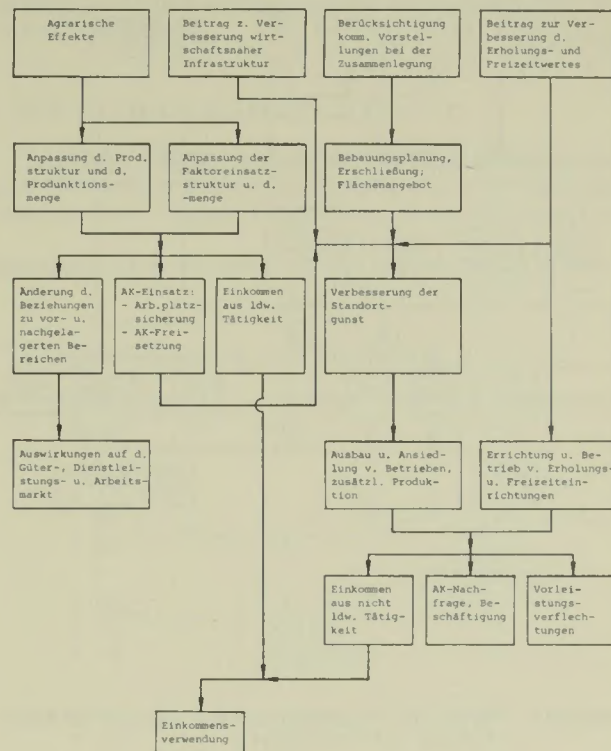 Agrarische
Effekte
Beitrag z. Ver-
besserung wirt-
schaftsnaher
Infrastruktur
Berücksichtigung
komm. Vorstel-
lungen bei der
Zusammenlegung
Beitrag zur Ver-
besserung d.
Erholungs- und
Freizeitwertes
Anpassung d. Prod.
struktur und d.
Produnktions-
menge
Anpassung der
Faktoreinsatz-
struktur u. d.
-menge
Bebauungsplanung,
Erschließung;
Flächenangebot
Änderung d.
Beziehungen
zu vor- u.
nachgela-
gerten Be-
reichen
AK-Einsatz:
- Arb.platz-
sicherung
- AK-Frei-
setzung
Einkommen
aus ldw.
Tätigkeit
Verbesserung der
Standort-
gunst
Auswirkungen auf d.
Güter-, Dienstlei-
stungs- u. Arbeits-
markt
Ausbau u. Ansied-
lung v. Betrieben,
zusätzl. Produk-
tion
Errichtung u. Be-
trieb v. Erholungs-
u. Freizeitein-
richtungen
Einkommen
aus nicht
ldw. Tätig-
keit
AK-Nach-
frage, Be-
schäftigung
Vorlei-
stungs-
verflech-
tungen
Einkommens-
verwendung